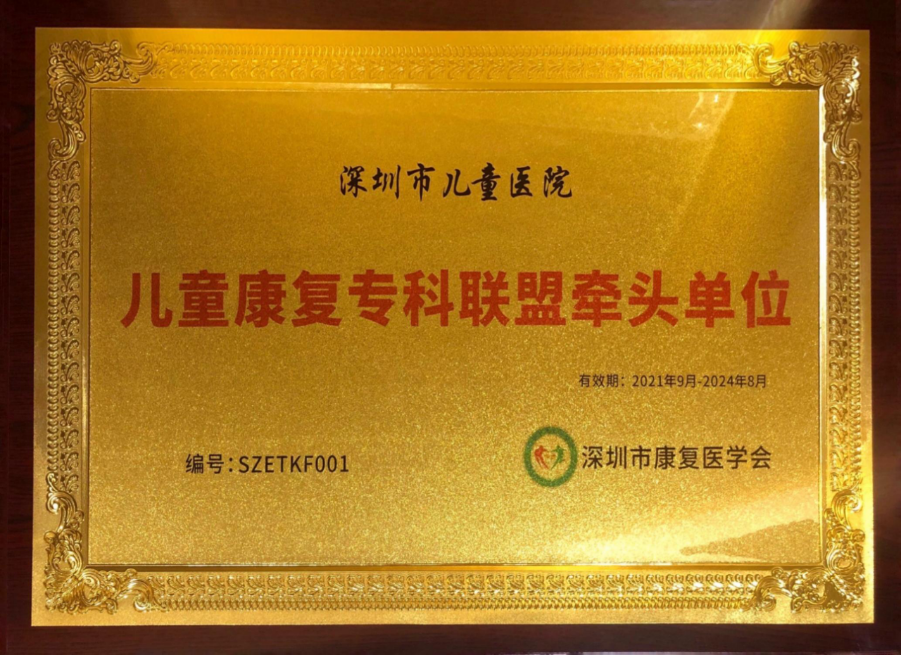 深圳市儿童医院
儿童康复专科联盟牵头单位
有效期：2021年9月-2024年8月
编号：SZETKF001
深圳市康复医学会